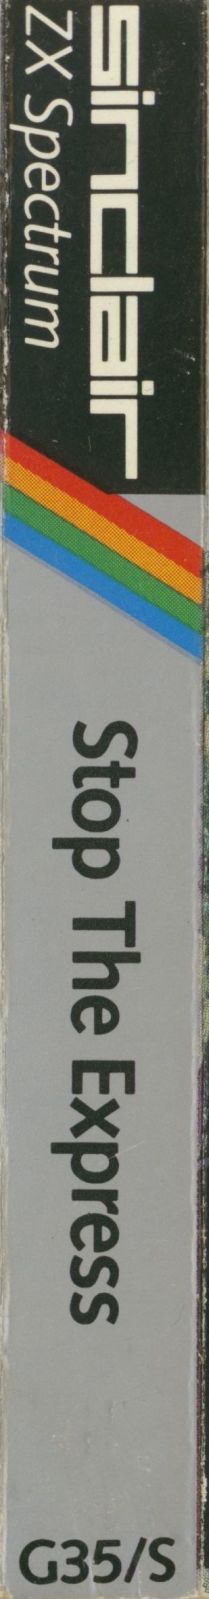 sinclair
ZX Spectrum
Stop The Express
G35/S